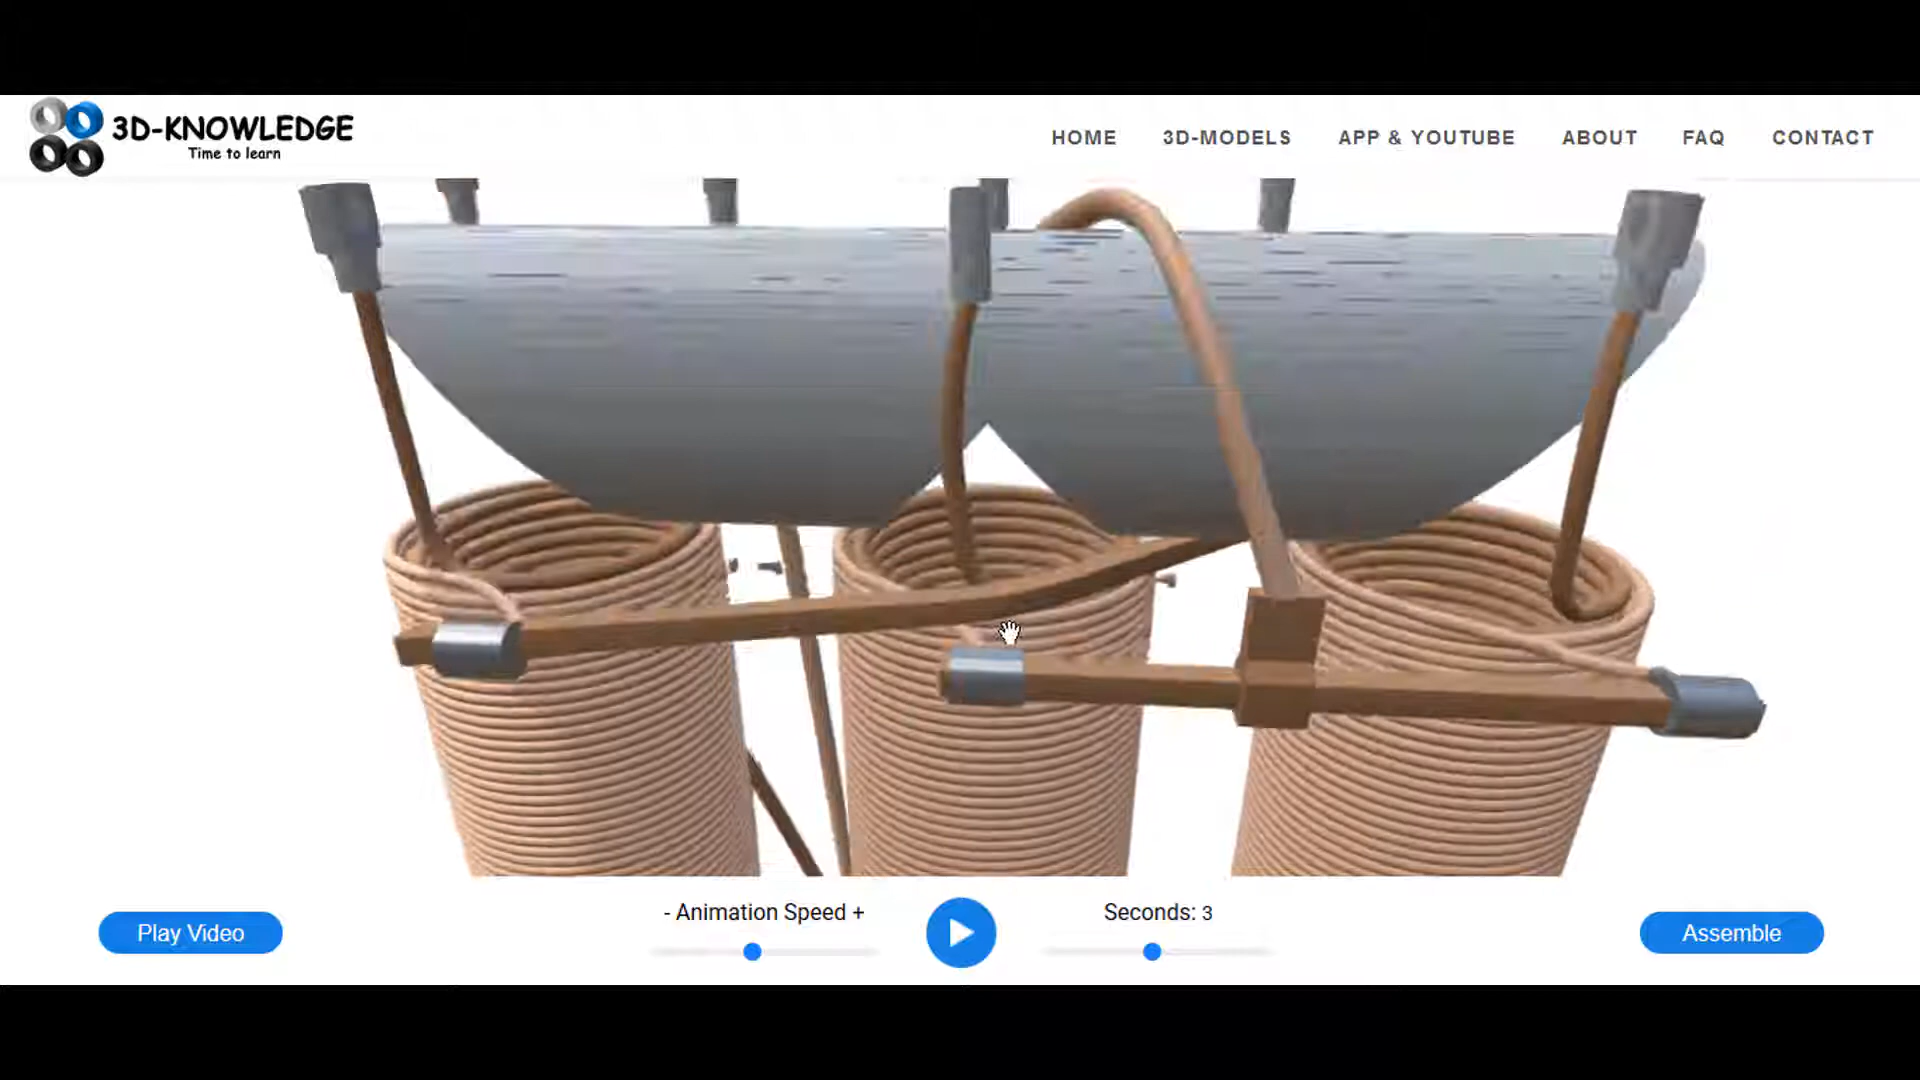 3D-KNOWLEDGE
Time to learn
HOME 3D-MODELS APP & YOUTUBE ABOUT FAQ CONTACT
- Animation Speed +
Seconds: 3
Play Video
Assemble